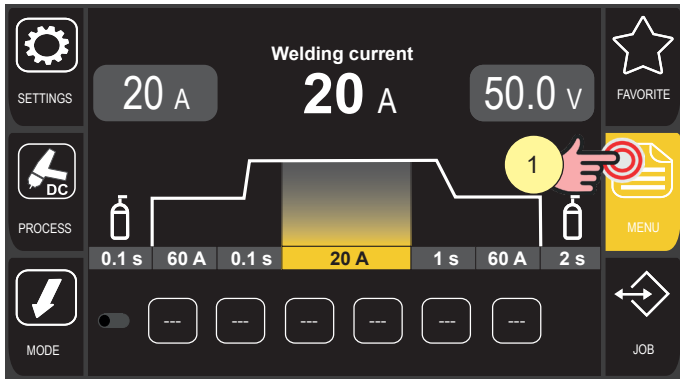 SETTINGS
Welding current
20 A
20 A
50.0 V
FAVORITE
1
DC
PROCESS
MENU
0.1 s 60 A 0.1 s 20 A 1 s 60 A 2 s
--- --- --- --- --- ---
MODE
JOB